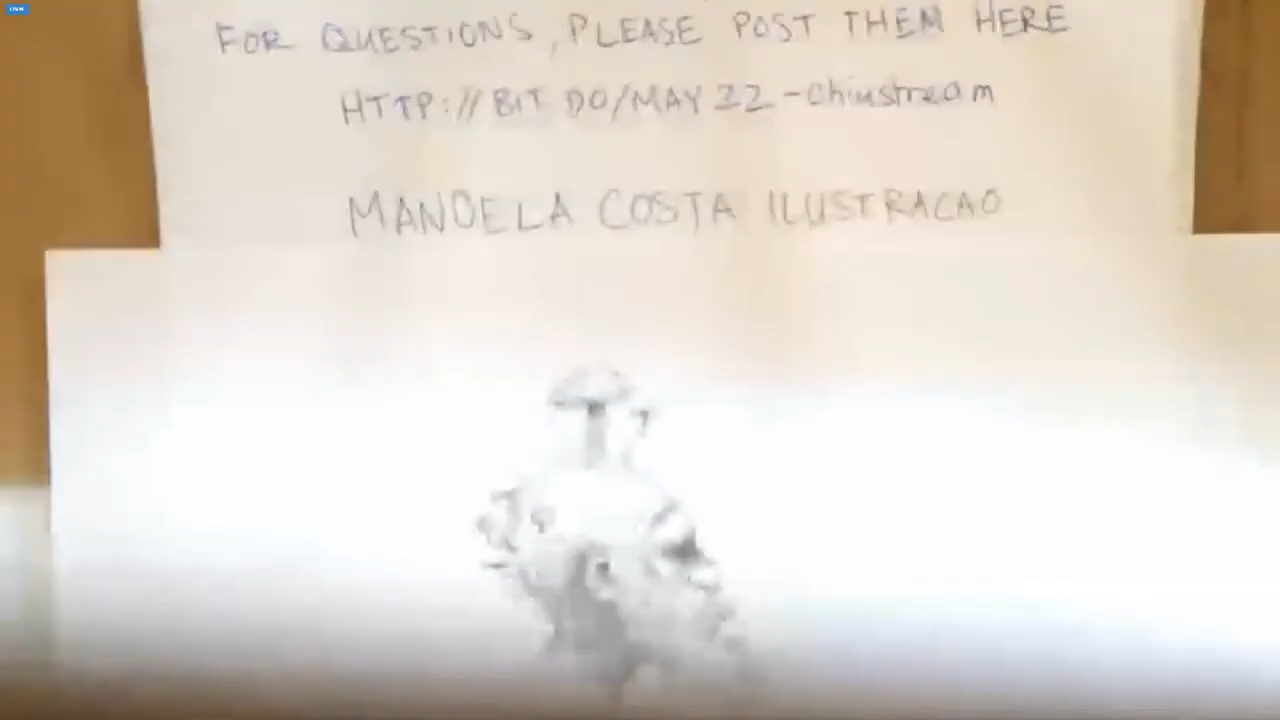 FOR QUESTIONS, PLEASE POST THEM HERE
HTTP://BIT.DO/MAY22-chiustream
MANOELA COSTA ILUSTRACAO